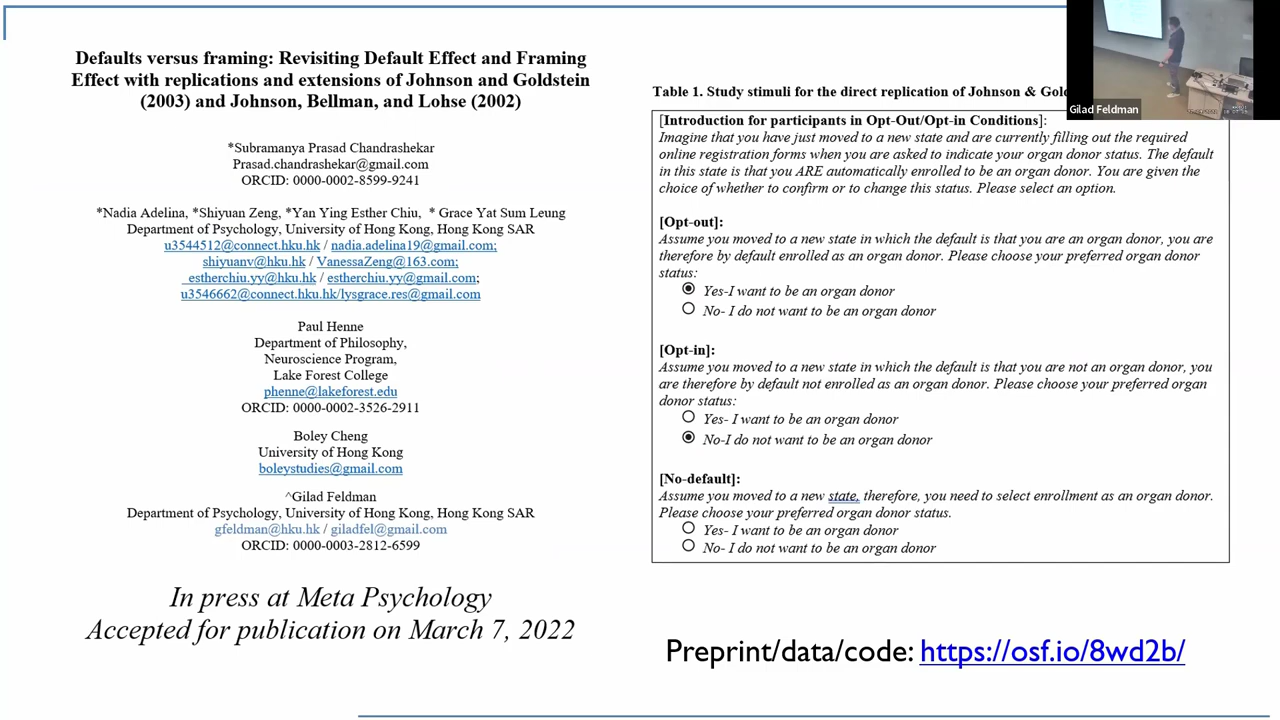 Defaults versus framing: Revisiting Default Effect and Framing
Effect with replications and extensions of Johnson and Goldstein
(2003) and Johnson, Bellman, and Lohse (2002)
*Subramanya Prasad Chandrashekar
Prasad.chandrashekar@gmail.com
ORCID: 0000-0002-8599-9241
*Nadia Adelina, *Shiyuan Zeng, *Yan Ying Esther Chiu, * Grace Yat Sum Leung
Department of Psychology, University of Hong Kong, Hong Kong SAR
u3544512@connect.hku.hk / nadia.adelina19@gmail.com;
shiyuanv@hku.hk / VanessaZeng@163.com;
estherchiu.yy@hku.hk / estherchiu.yy@gmail.com;
u3546662@connect.hku.hk/lysgrace.res@gmail.com
Paul Henne
Department of Philosophy,
Neuroscience Program,
Lake Forest College
phenne@lakeforest.edu
ORCID: 0000-0002-3526-2911
Boley Cheng
University of Hong Kong
boleystudies@gmail.com
^Gilad Feldman
Department of Psychology, University of Hong Kong, Hong Kong SAR
gfeldman@hku.hk / giladfel@gmail.com
ORCID: 0000-0003-2812-6599
In press at Meta Psychology
Accepted for publication on March 7, 2022
Table 1. Study stimuli for the direct replication of Johnson &
[Introduction for participants in Opt-Out/Opt-in Conditions]:
Imagine that you have just moved to a new state and are currently filling out the required
online registration forms when you are asked to indicate your organ donor status. The default
in this state is that you ARE automatically enrolled to be an organ donor. You are given the
choice of whether to confirm or to change this status. Please select an option.
[Opt-out]:
Assume you moved to a new state in which the default is that you are an organ donor, you are
therefore by default enrolled as an organ donor. Please choose your preferred organ donor
status:
Yes-I want to be an organ donor
No- I do not want to be an organ donor
[Opt-in]:
Assume you moved to a new state in which the default is that you are not an organ donor, you
are therefore by default not enrolled as an organ donor. Please choose your preferred organ
donor status:
Yes- I want to be an organ donor
No-I do not want to be an organ donor
[No-default]:
Assume you moved to a new state, therefore, you need to select enrollment as an organ donor.
Please choose your preferred organ donor status.
Yes- I want to be an organ donor
No- I do not want to be an organ donor
Preprint/data/code: https://osf.io/8wd2b/
Gilad Feldman